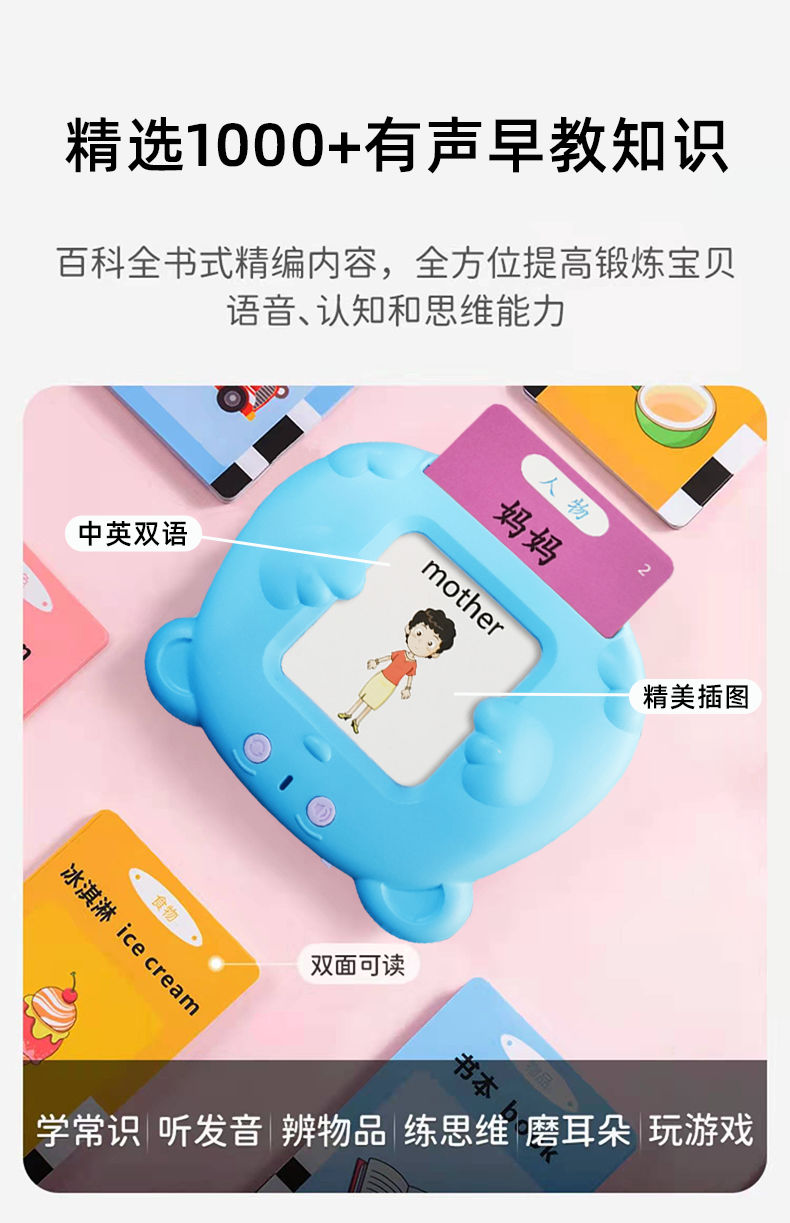 精选1000+有声早教知识
百科全书式精编内容，全方位提高锻炼宝贝
语音、认知和思维能力
人物
妈妈
2
中英双语
mother
精美插图
食物
冰淇淋 ice cream
双面可读
物品
书本 book
学常识|听发音|辨物品|练思维|磨耳朵|玩游戏